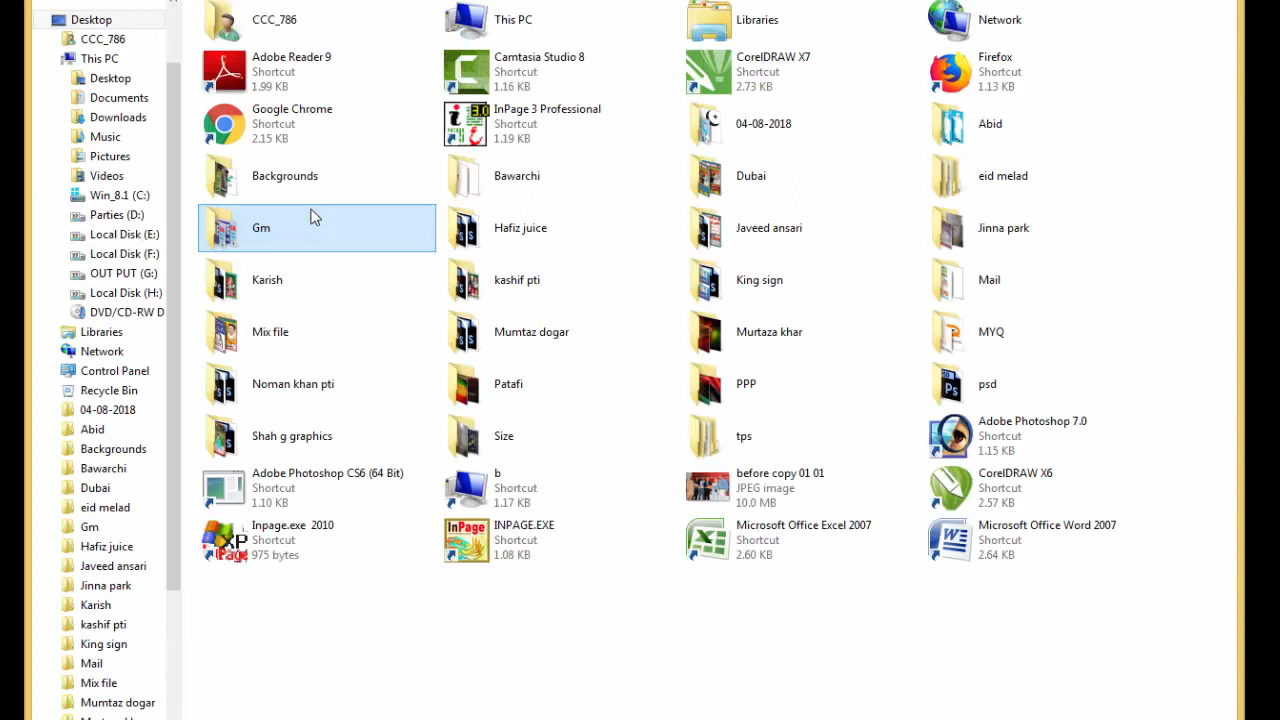 Desktop
CCC_786
This PC
Desktop
Documents
Downloads
Music
Pictures
Videos
Win_8.1 (C:)
Parties (D:)
Local Disk (E:)
Local Disk (F:)
OUT PUT (G:)
Local Disk (H:)
DVD/CD-RW D
Libraries
Network
Control Panel
Recycle Bin
04-08-2018
Abid
Backgrounds
Bawarchi
Dubai
eid melad
Gm
Hafiz juice
Javeed ansari
Jinna park
Karish
kashif pti
King sign
Mail
Mix file
Mumtaz dogar
CCC_786
This PC
Libraries
Network
Adobe Reader 9
Shortcut
1.99 KB
Camtasia Studio 8
Shortcut
1.16 KB
CorelDRAW X7
Shortcut
2.73 KB
Firefox
Shortcut
1.13 KB
Google Chrome
Shortcut
2.15 KB
InPage 3 Professional
Shortcut
1.19 KB
04-08-2018
Abid
Backgrounds
Bawarchi
Dubai
eid melad
Gm
Hafiz juice
Javeed ansari
Jinna park
Karish
kashif pti
King sign
Mail
Mix file
Mumtaz dogar
Murtaza khar
MYQ
Noman khan pti
Patafi
PPP
psd
Shah g graphics
Size
tps
Adobe Photoshop 7.0
Shortcut
1.15 KB
Adobe Photoshop CS6 (64 Bit)
Shortcut
1.10 KB
b
Shortcut
1.17 KB
before copy 01 01
JPEG image
10.0 MB
CorelDRAW X6
Shortcut
2.57 KB
Inpage.exe 2010
Shortcut
975 bytes
INPAGE.EXE
Shortcut
1.08 KB
Microsoft Office Excel 2007
Shortcut
2.60 KB
Microsoft Office Word 2007
Shortcut
2.64 KB